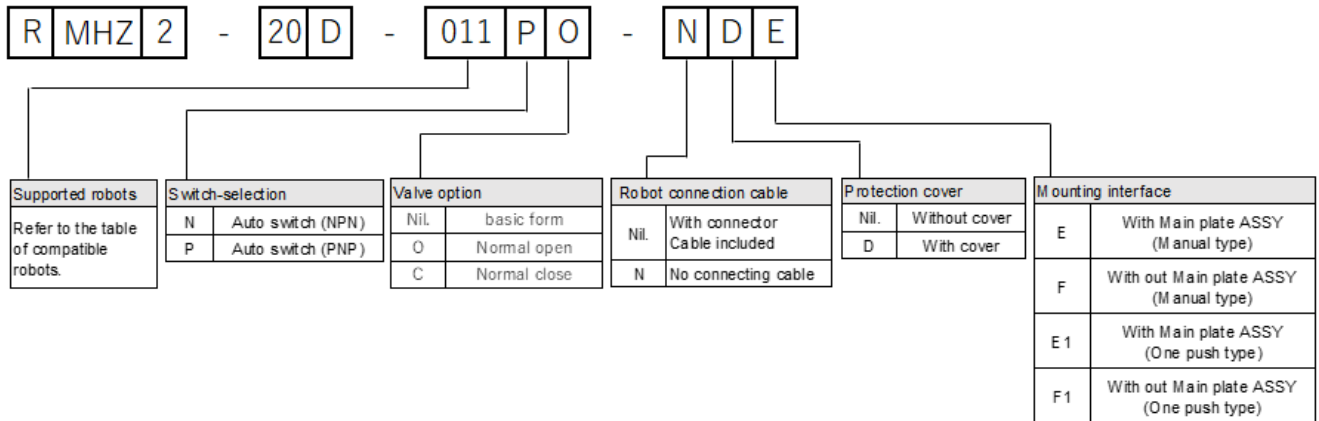 R MHZ 2 - 20 D - 011 P O - N D E
Supported robots
Refer to the table
of compatible
robots.
Switch-selection
N Auto switch (NPN)
P Auto switch (PNP)
Valve option
Nil. basic form
O Normal open
C Normal close
Robot connection cable
Nil. With connector
Cable included
N No connecting cable
Protection cover
Nil. Without cover
D With cover
Mounting interface
E With Main plate ASSY
(Manual type)
F With out Main plate ASSY
(Manual type)
E1 With Main plate ASSY
(One push type)
F1 With out Main plate ASSY
(One push type)